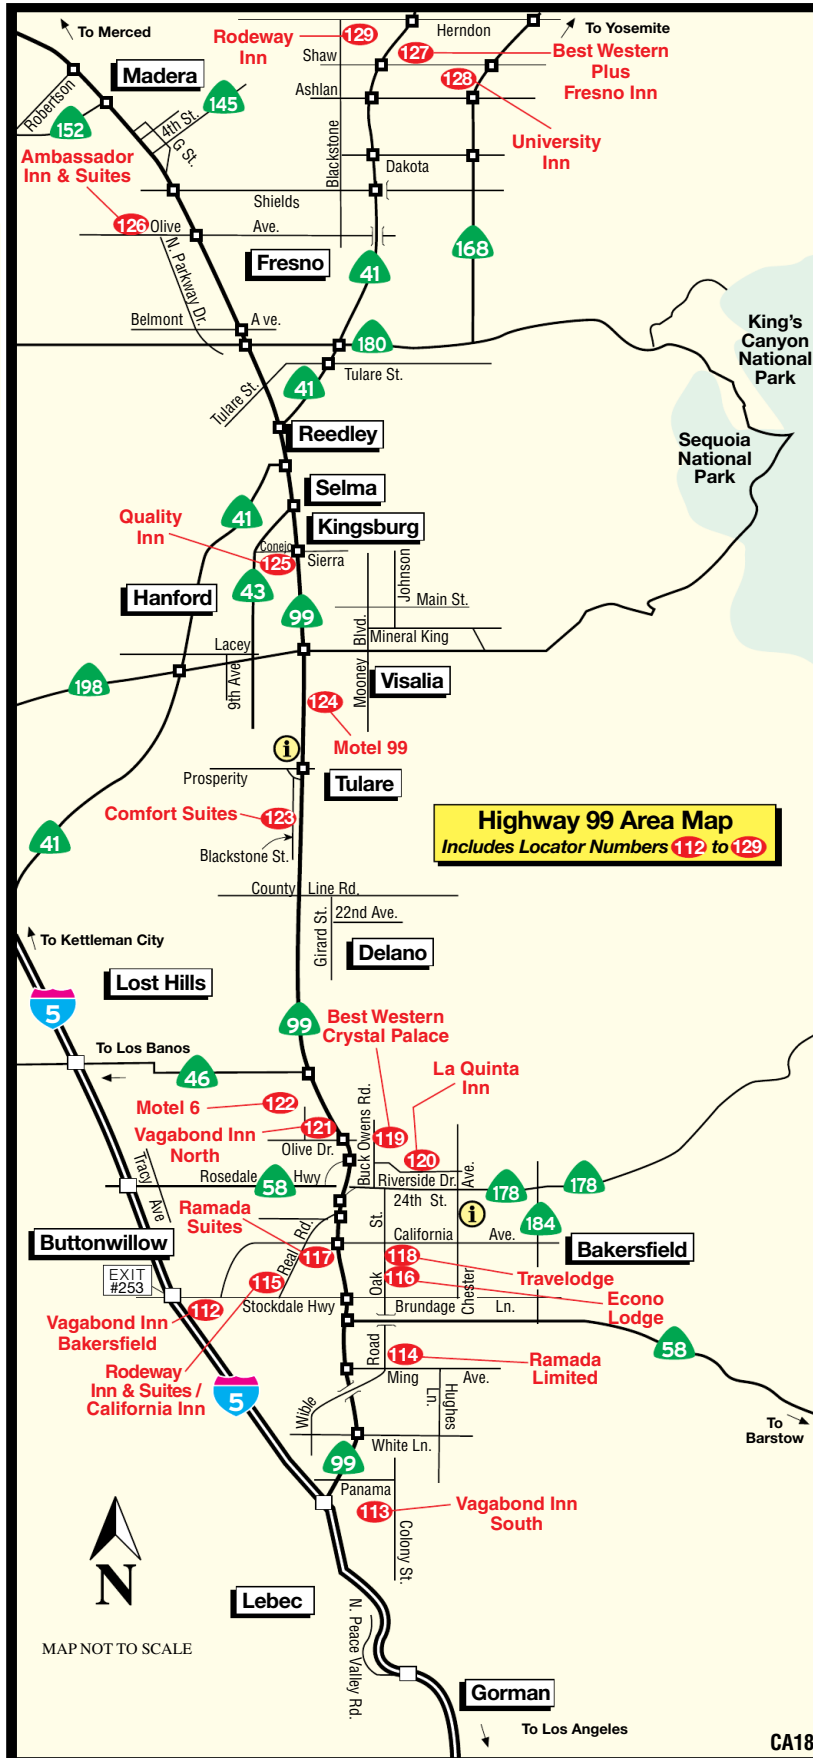 To Merced
Rodeway
Inn
129
Herndon
To Yosemite
Shaw
127
Best Western
Plus
Fresno Inn
Madera
145
Robertson
152
4th St.
G St.
Ashlan
128
University
Inn
Blackstone
Dakota
Ambassador
Inn & Suites
Shields
126
Olive
Ave.
N. Parkway Dr.
Fresno
41
168
Belmont
Ave.
180
Tulare St.
Tulare St.
41
King's
Canyon
National
Park
Reedley
Sequoia
National
Park
Selma
41
Quality
Inn
Kingsburg
Conejo
125
Sierra
Johnson
Hanford
43
99
Main St.
Blvd.
Mineral King
Lacey
9th Ave
Mooney
198
Visalia
124
Motel 99
i
Prosperity
Tulare
Comfort Suites
123
41
Blackstone St.
Highway 99 Area Map
Includes Locator Numbers 112 to 129
County Line Rd.
22nd Ave.
Girard St.
To Kettleman City
Delano
Lost Hills
5
99
Best Western
Crystal Palace
To Los Banos
46
La Quinta
Inn
Motel 6
122
Buck Owens Rd.
Vagabond Inn
North
121
119
Olive Dr.
120
Tracy
Ave
Rosedale
58
Hwy
Riverside Dr.
Ave.
178
178
24th St.
Ramada
Suites
i
184
Buttonwillow
Real Rd.
St.
California
Ave.
Bakersfield
117
118
Travelodge
EXIT
#253
115
Oak
116
Chester
Econo
Lodge
112
Stockdale Hwy
Brundage
Ln.
Vagabond Inn
Bakersfield
58
Rodeway
Inn & Suites /
California Inn
Road
114
Ramada
Limited
5
Ming
Ave.
Wible
Hughes
Ln.
To
Barstow
White Ln.
99
Panama
113
Vagabond Inn
South
Colony St.
N
Lebec
MAP NOT TO SCALE
N. Peace Valley Rd.
Gorman
To Los Angeles
CA18